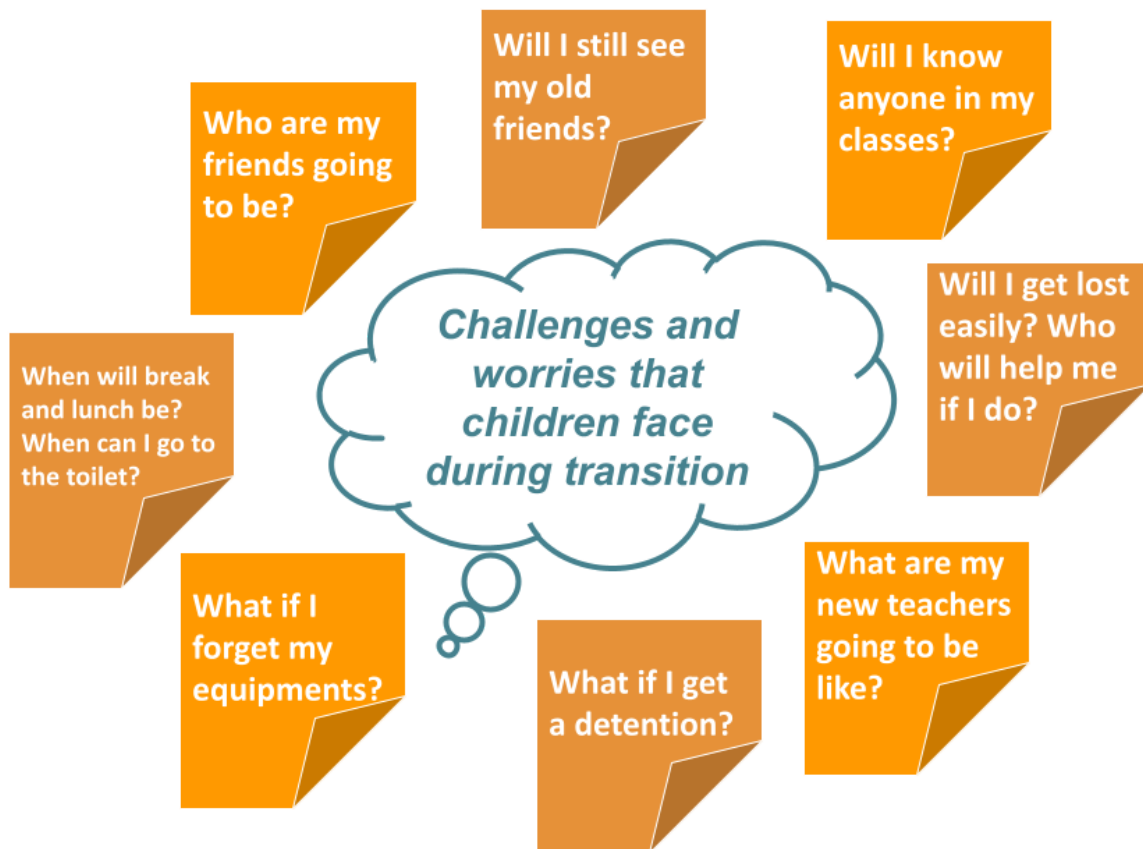 Will I still see
my old
friends?
Will I know
anyone in my
classes?
Who are my
friends going
to be?
Will I get lost
easily? Who
will help me
if I do?
Challenges and
worries that
children face
during transition
When will break
and lunch be?
When can I go to
the toilet?
What are my
new teachers
going to be
like?
What if I
forget my
equipments?
What if I get
a detention?